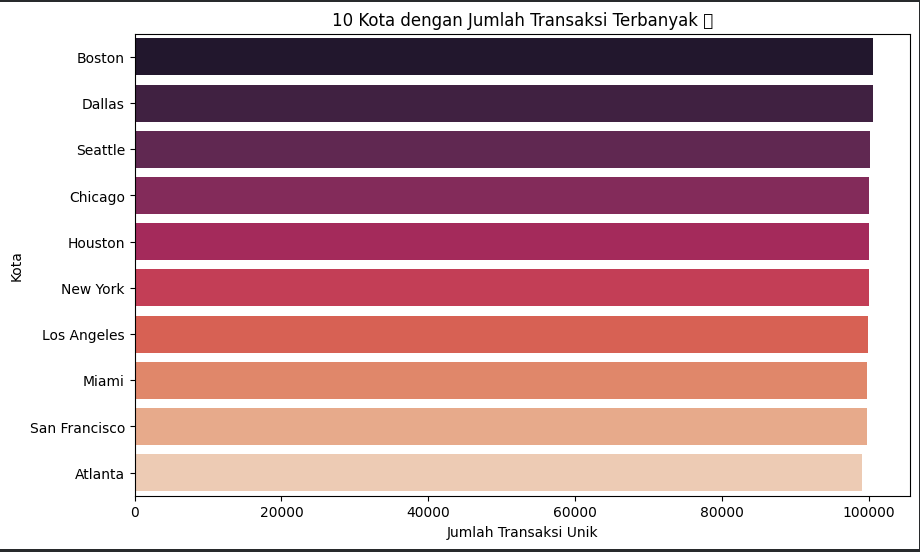 10 Kota dengan Jumlah Transaksi Terbanyak
Boston
Dallas
Seattle
Chicago
Houston
New York
Los Angeles
Miami
San Francisco
Atlanta
Kota
0 20000 40000 60000 80000 100000
Jumlah Transaksi Unik